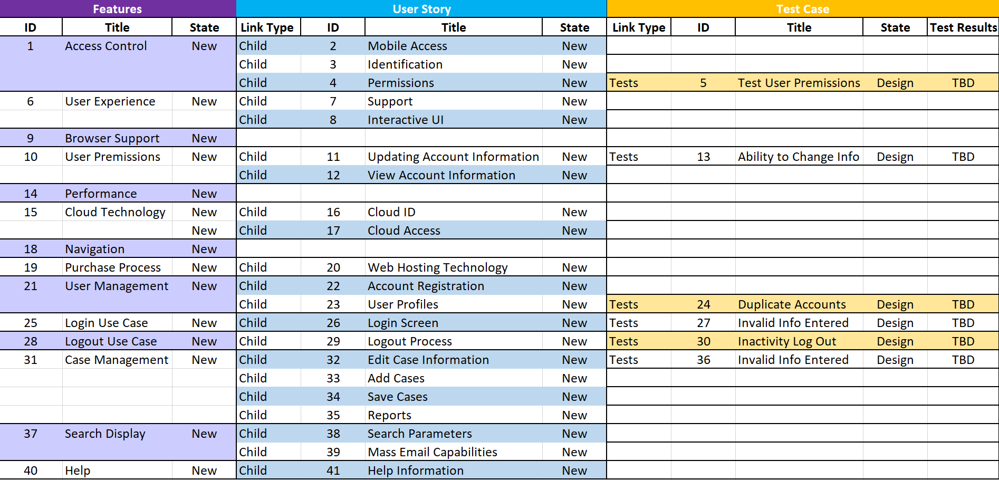 Features User Story Test Case
ID Title State Link Type ID Title State Link Type ID Title State Test Results
1 Access Control New Child 2 Mobile Access New
Child 3 Identification New
Child 4 Permissions New Tests 5 Test User Premissions Design TBD
6 User Experience New Child 7 Support New
Child 8 Interactive UI New
9 Browser Support New
10 User Premissions New Child 11 Updating Account Information New Tests 13 Ability to Change Info Design TBD
Child 12 View Account Information New
14 Performance New
15 Cloud Technology New Child 16 Cloud ID New
New Child 17 Cloud Access New
18 Navigation New
19 Purchase Process New Child 20 Web Hosting Technology New
21 User Management New Child 22 Account Registration New
Child 23 User Profiles New Tests 24 Duplicate Accounts Design TBD
25 Login Use Case New Child 26 Login Screen New Tests 27 Invalid Info Entered Design TBD
28 Logout Use Case New Child 29 Logout Process New Tests 30 Inactivity Log Out Design TBD
31 Case Management New Child 32 Edit Case Information New Tests 36 Invalid Info Entered Design TBD
Child 33 Add Cases New
Child 34 Save Cases New
Child 35 Reports New
37 Search Display New Child 38 Search Parameters New
Child 39 Mass Email Capabilities New
40 Help New Child 41 Help Information New